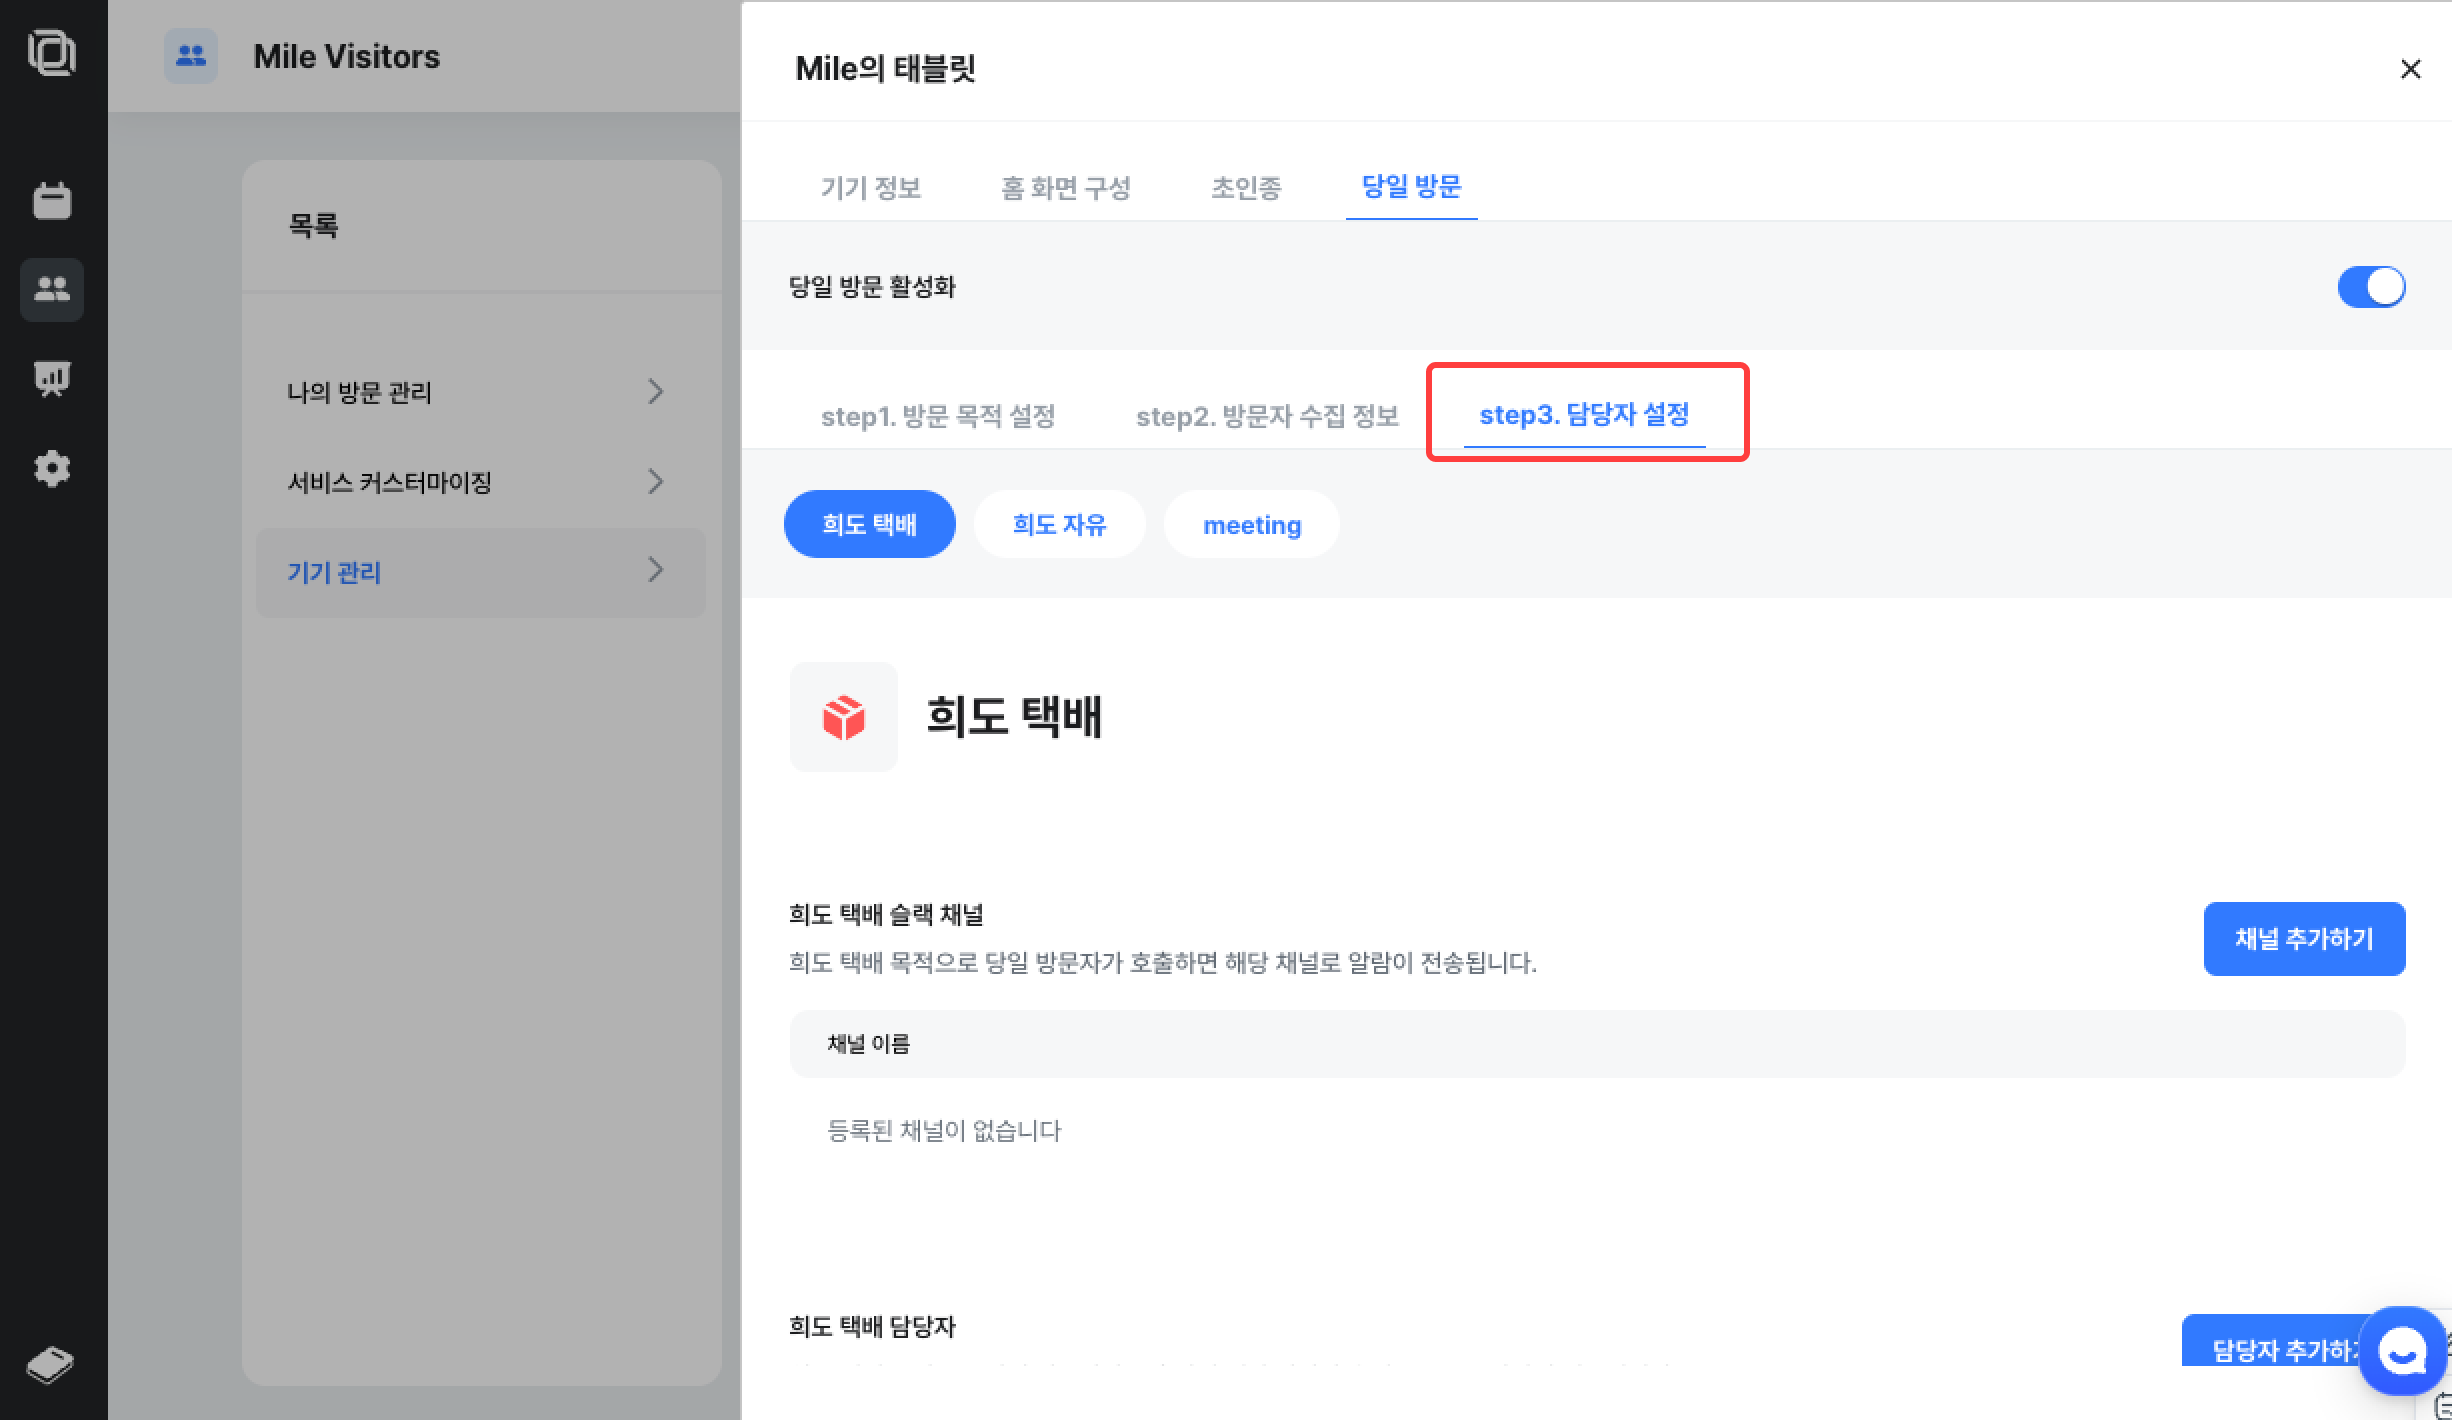 Mile Visitors
목록
나의 방문 관리
서비스 커스터마이징
기기 관리
Mile의 태블릿
기기 정보
홈 화면 구성
초인종
당일 방문
당일 방문 활성화
step1. 방문 목적 설정
step2. 방문자 수집 정보
step3. 담당자 설정
희도 택배
희도 자유
meeting
희도 택배
희도 택배 슬랙 채널
희도 택배 목적으로 당일 방문자가 호출하면 해당 채널로 알람이 전송됩니다.
채널 추가하기
채널 이름
등록된 채널이 없습니다
희도 택배 담당자
담당자 추가하